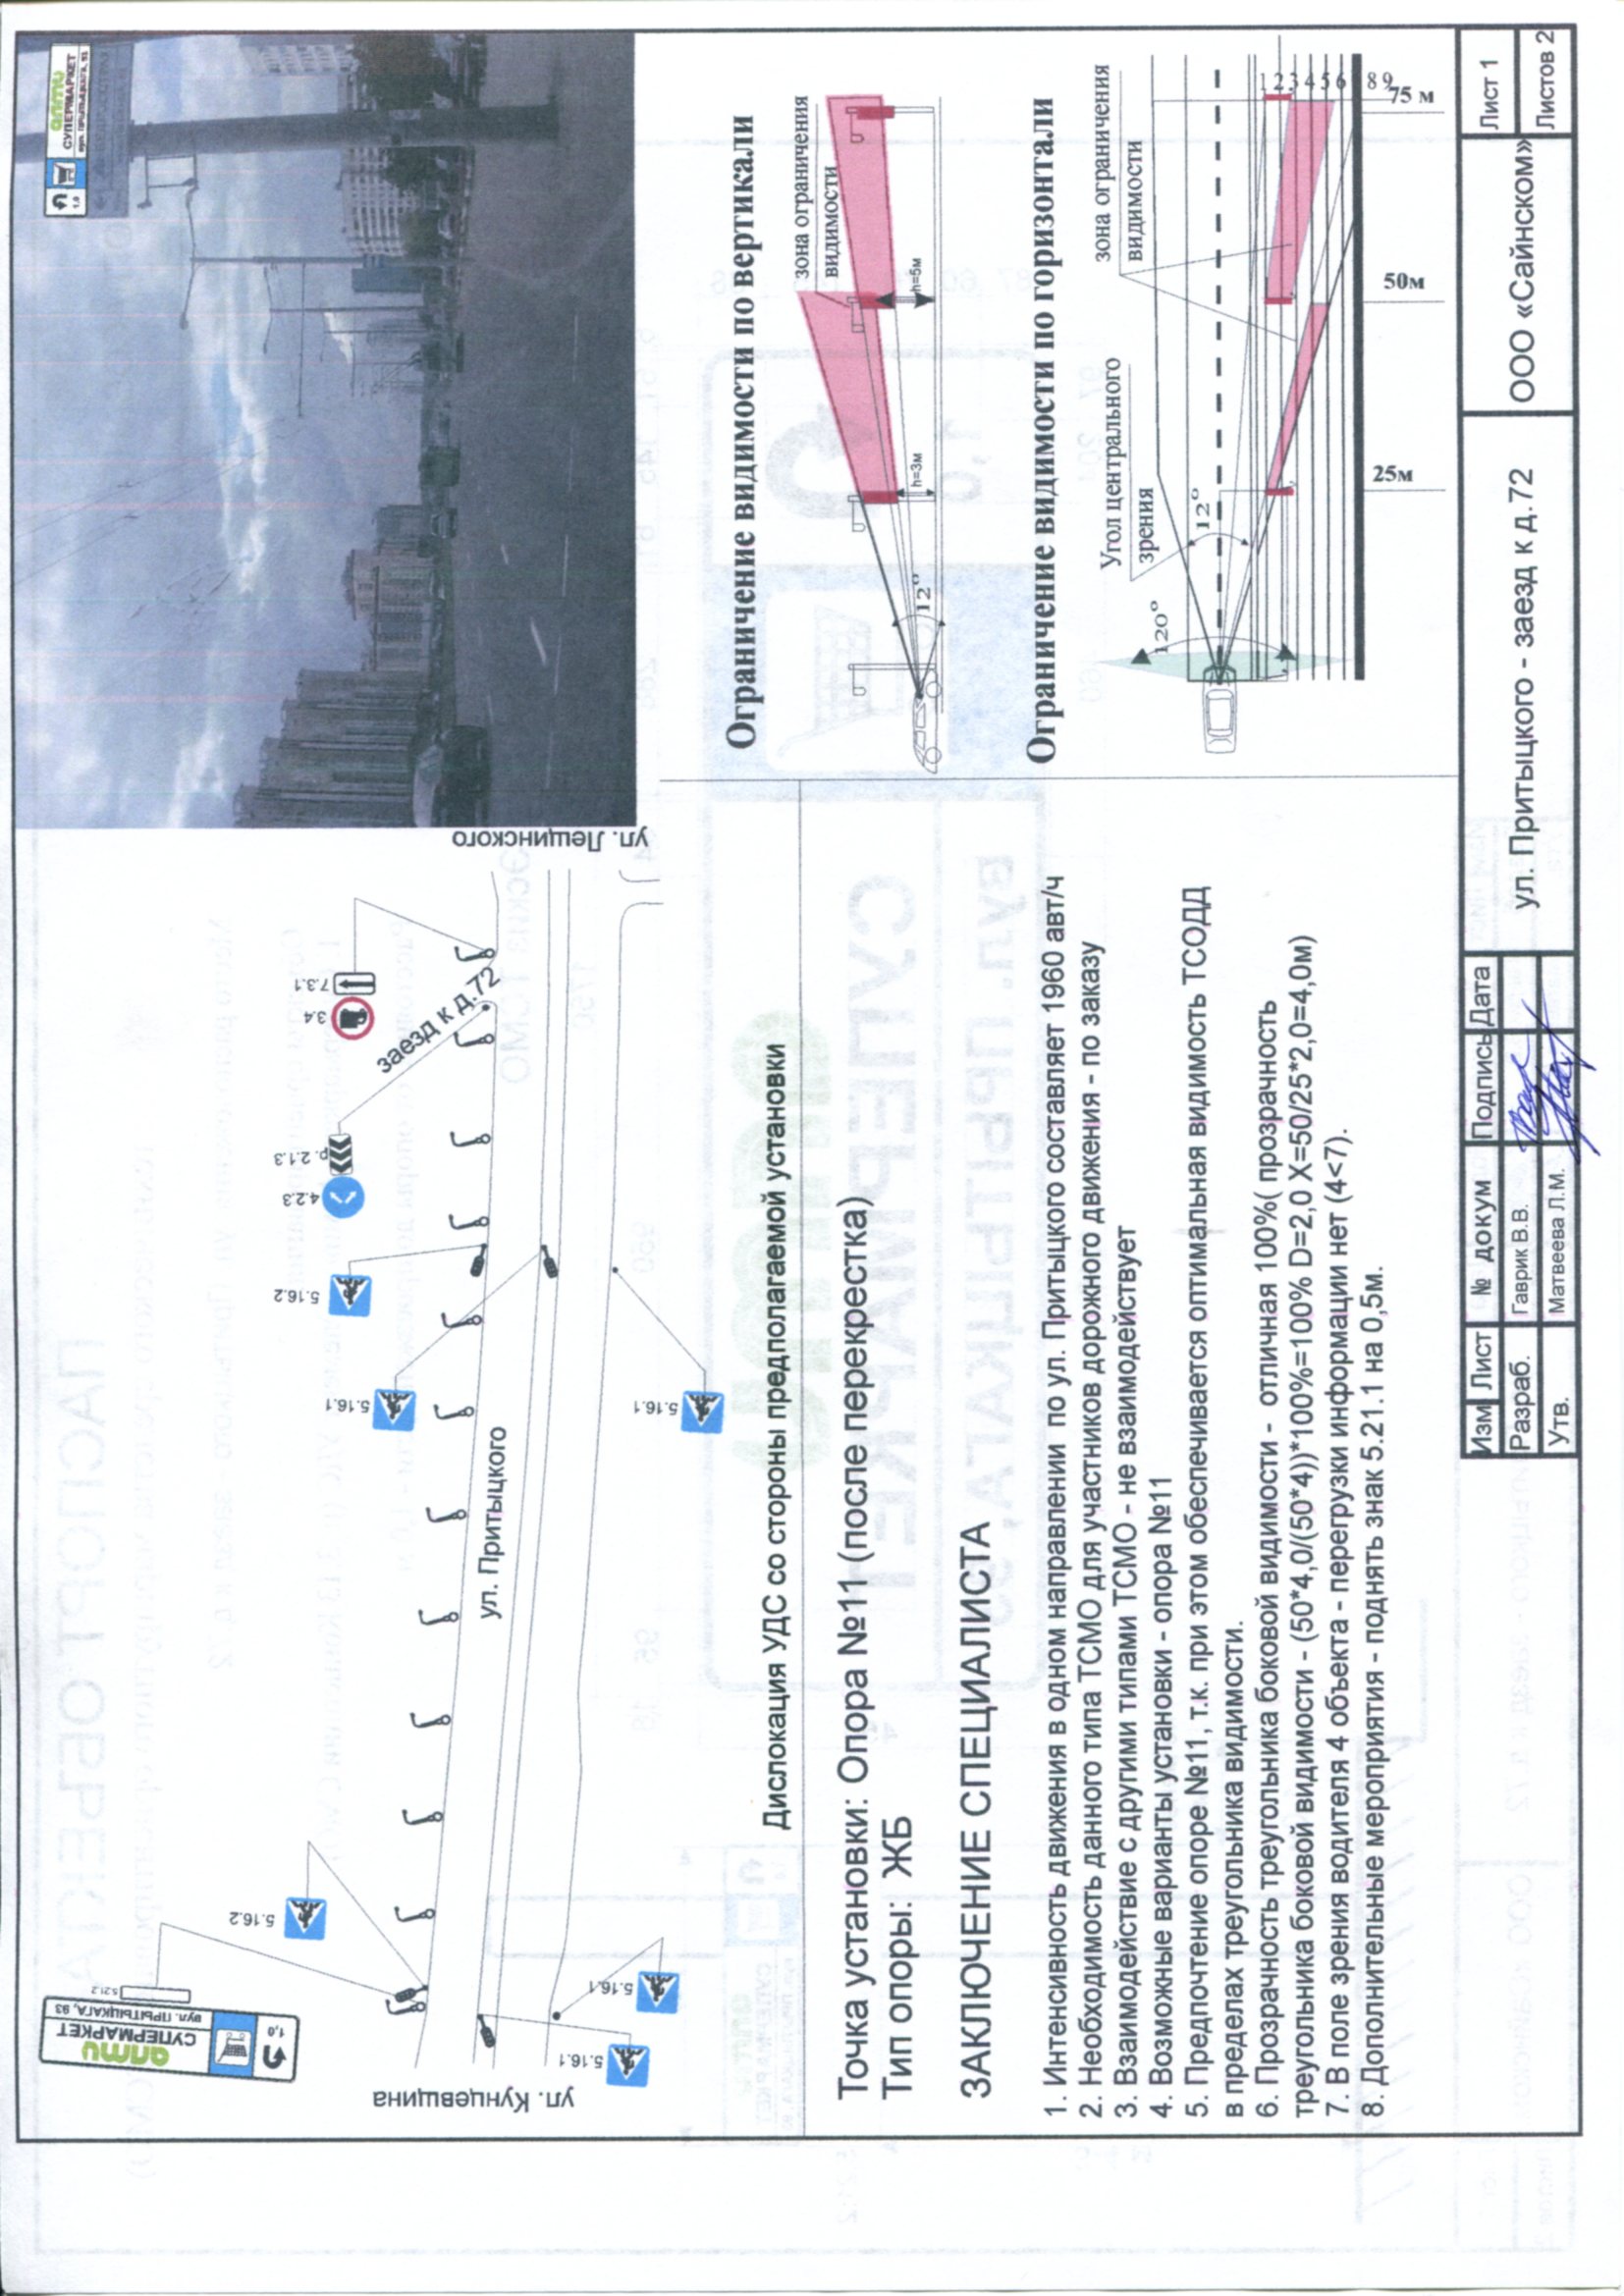 1,0
алми
СУПЕРМАРКЕТ
вул. ПРЫТЫЦКАГА, 93
5.21.2
5.16.2
5.16.1
5.16.1
5.16.1
5.16.1
5.16.2
4.2.3
р. 2.1.3
3.4
7.3.1
заезд к д.72
ул. Кунцевщина
ул. Притыцкого
ул. Лещинского
Дислокация УДС со стороны предполагаемой установки
алми
СУПЕРМАРКЕТ
вул. ПРЫТЫЦКАГА, 93
1,0
Точка установки: Опора №11 (после перекрестка)
Тип опоры: ЖБ
ЗАКЛЮЧЕНИЕ СПЕЦИАЛИСТА
1. Интенсивность движения в одном направлении по ул. Притыцкого составляет 1960 авт/ч
2. Необходимость данного типа ТСМО для участников дорожного движения - по заказу
3. Взаимодействие с другими типами ТСМО - не взаимодействует
4. Возможные варианты установки - опора №11
5. Предпочтение опоре №11, т.к. при этом обеспечивается оптимальная видимость ТСОДД
в пределах треугольника видимости.
6. Прозрачность треугольника боковой видимости - отличная 100%( прозрачность
треугольника боковой видимости - (50*4,0/(50*4))*100%=100% D=2,0 X=50/25*2,0=4,0м)
7. В поле зрения водителя 4 объекта - перегрузки информации нет (4<7).
8. Дополнительные мероприятия - поднять знак 5.21.1 на 0,5м.
Ограничение видимости по вертикали
зона ограничения
видимости
h=3м
h=5м
12°
Ограничение видимости по горизонтали
Угол центрального
зрения
зона ограничения
видимости
120°
12°
1 2 3 4 5 6 8 9
25м
50м
75 м
Изм Лист № докум Подпись Дата
Разраб. Гаврик В.В.
Утв. Матвеева Л.М.
ул. Притыцкого - заезд к д.72
ООО «Сайнском»
Лист 1
Листов 2